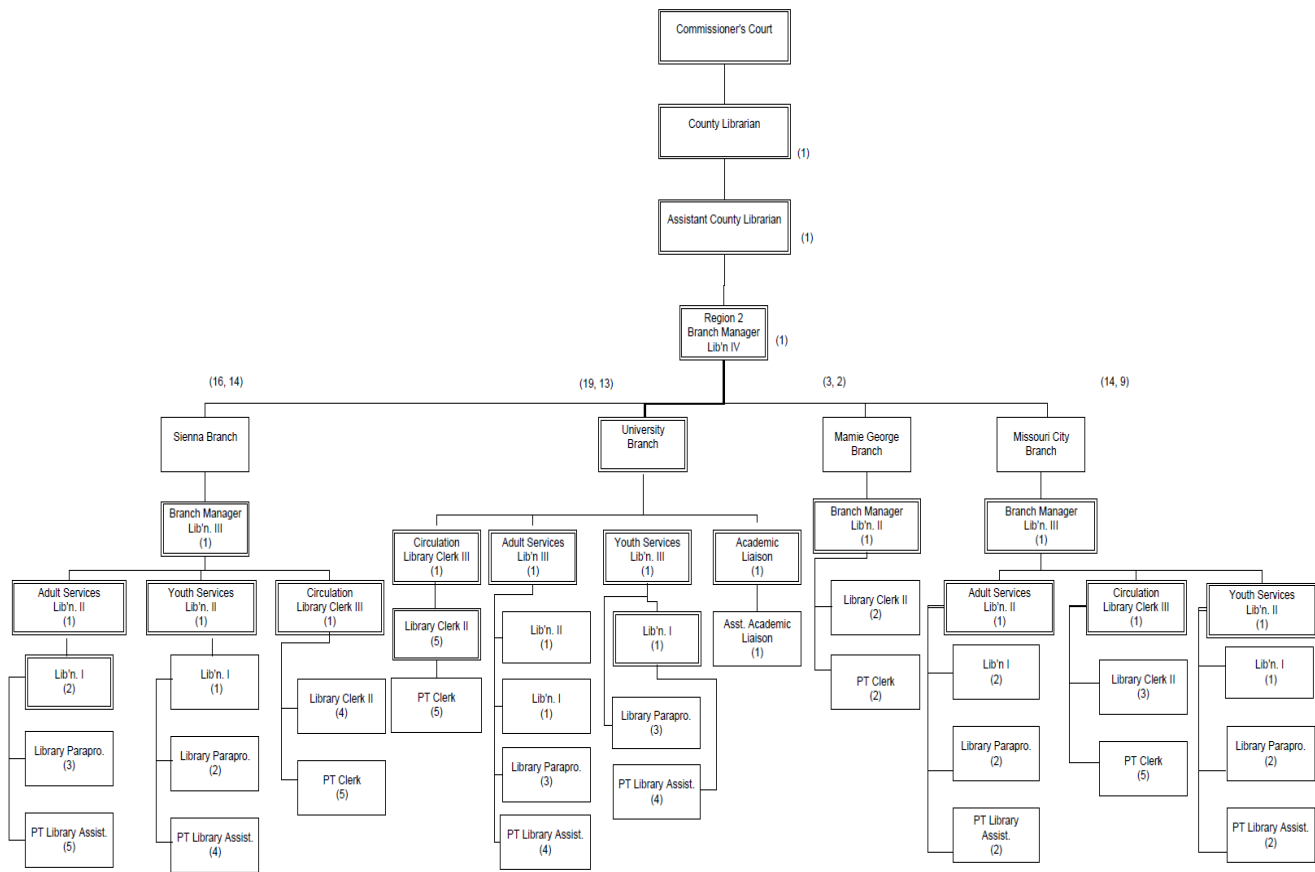 Commissioner's Court
County Librarian
(1)
Assistant County Librarian
(1)
Region 2
Branch Manager
Lib'n IV
(1)
(16, 14)
(19, 13)
(3, 2)
(14, 9)
Sienna Branch
University
Branch
Mamie George
Branch
Missouri City
Branch
Branch Manager
Lib'n. III
(1)
Adult Services
Lib'n. II
(1)
Lib'n. I
(2)
Library Parapro.
(3)
PT Library Assist.
(5)
Youth Services
Lib'n. II
(1)
Lib'n. I
(1)
Library Parapro.
(2)
PT Library Assist.
(4)
Circulation
Library Clerk III
(1)
Library Clerk II
(4)
PT Clerk
(5)
Circulation
Library Clerk III
(1)
Library Clerk II
(5)
PT Clerk
(5)
Adult Services
Lib'n III
(1)
Lib'n. II
(1)
Lib'n. I
(1)
Library Parapro.
(3)
PT Library Assist.
(4)
Youth Services
Lib'n. III
(1)
Lib'n. I
(1)
Library Parapro.
(3)
PT Library Assist.
(4)
Academic
Liaison
(1)
Asst. Academic
Liaison
(1)
Branch Manager
Lib'n. II
(1)
Library Clerk II
(2)
PT Clerk
(2)
Branch Manager
Lib'n. III
(1)
Adult Services
Lib'n. II
(1)
Lib'n I
(2)
Library Parapro.
(2)
PT Library
Assist.
(2)
Circulation
Library Clerk III
(1)
Library Clerk II
(3)
PT Clerk
(5)
Youth Services
Lib'n. II
(1)
Lib'n. I
(1)
Library Parapro.
(2)
PT Library Assist.
(2)